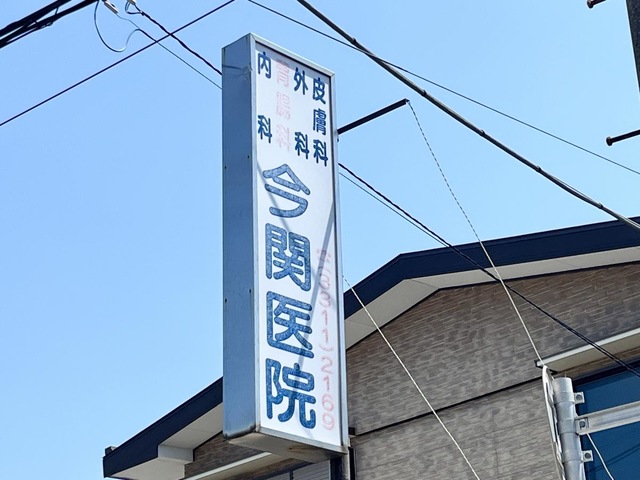 皮膚科
外科
胃腸科
内科
今関医院
☎(3311)2169